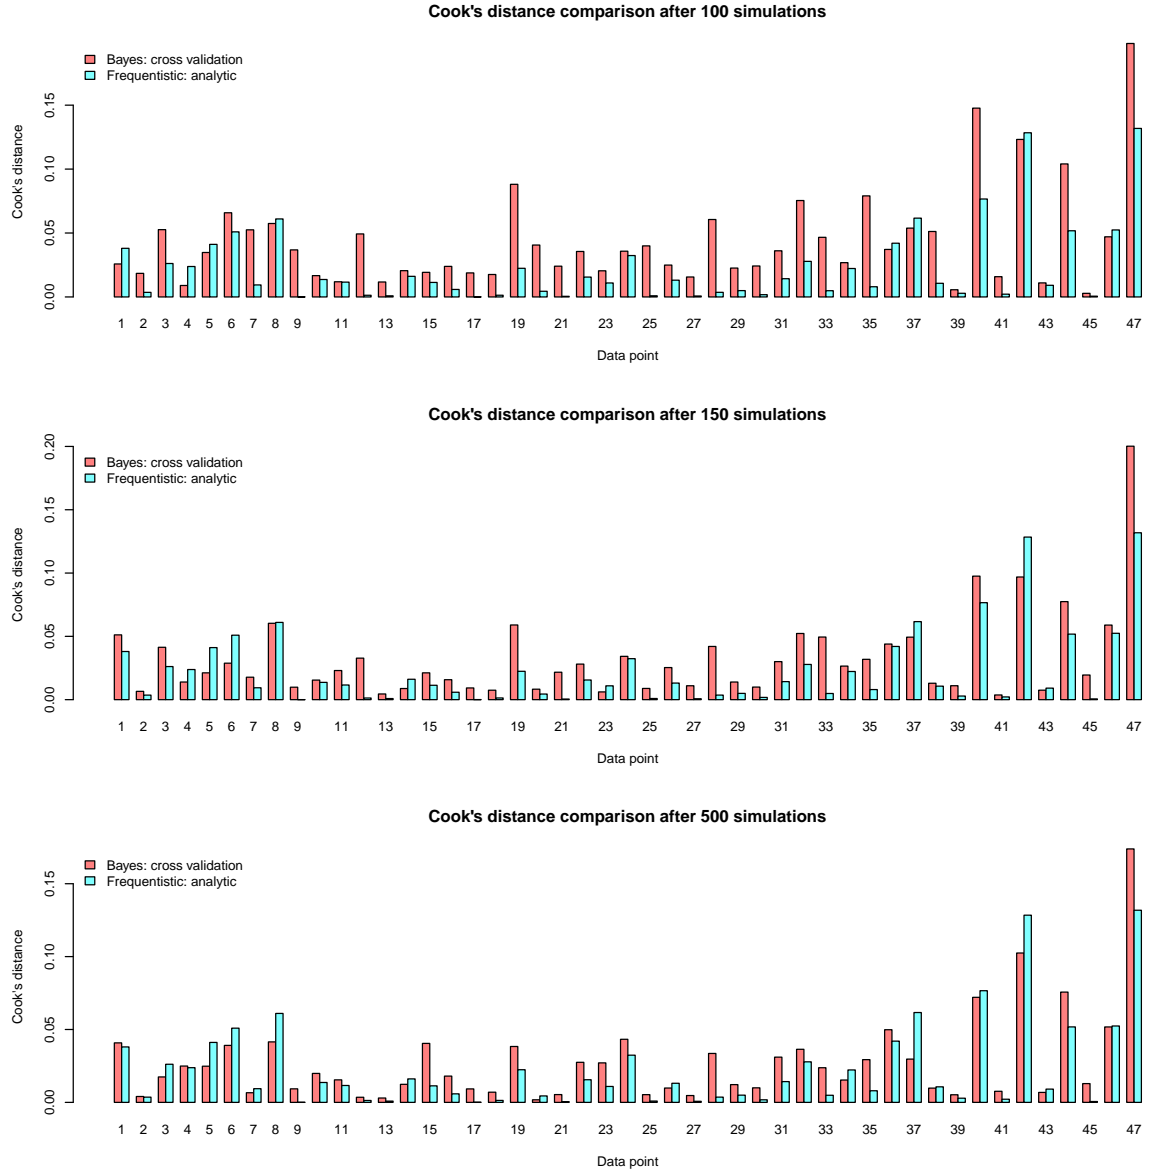 Cook's distance comparison after 100 simulations
Bayes: cross validation
Frequentistic: analytic
Cook's distance
0.00 0.05 0.10 0.15
1 2 3 4 5 6 7 8 9 11 13 15 17 19 21 23 25 27 29 31 33 35 37 39 41 43 45 47
Data point
Cook's distance comparison after 150 simulations
Bayes: cross validation
Frequentistic: analytic
Cook's distance
0.00 0.05 0.10 0.15 0.20
1 2 3 4 5 6 7 8 9 11 13 15 17 19 21 23 25 27 29 31 33 35 37 39 41 43 45 47
Data point
Cook's distance comparison after 500 simulations
Bayes: cross validation
Frequentistic: analytic
Cook's distance
0.00 0.05 0.10 0.15
1 2 3 4 5 6 7 8 9 11 13 15 17 19 21 23 25 27 29 31 33 35 37 39 41 43 45 47
Data point